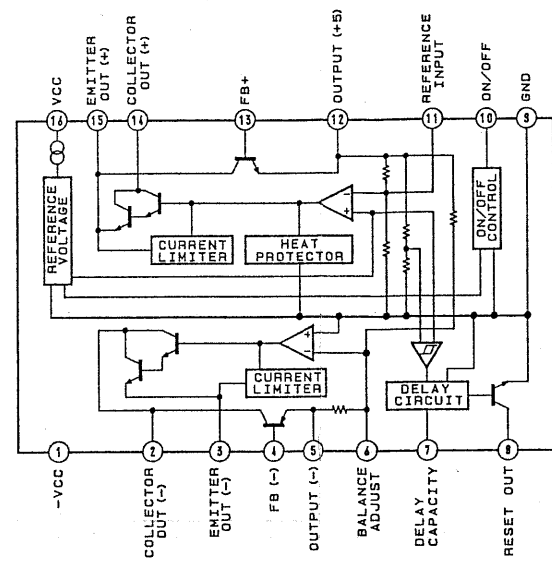 VCC
EMITTER
OUT (+)
COLLECTOR
OUT (+)
FB+
OUTPUT (+5)
REFERENCE
INPUT
ON/OFF
GND
16
15
14
13
12
11
10
9
REFERENCE
VOLTAGE
CURRENT
LIMITER
HEAT
PROTECTOR
ON/OFF
CONTROL
-
+
+
-
CURRENT
LIMITER
DELAY
CIRCUIT
1
2
3
4
5
6
7
8
-VCC
COLLECTOR
OUT (-)
EMITTER
OUT (-)
FB (-)
OUTPUT (-)
BALANCE
ADJUST
DELAY
CAPACITY
RESET OUT